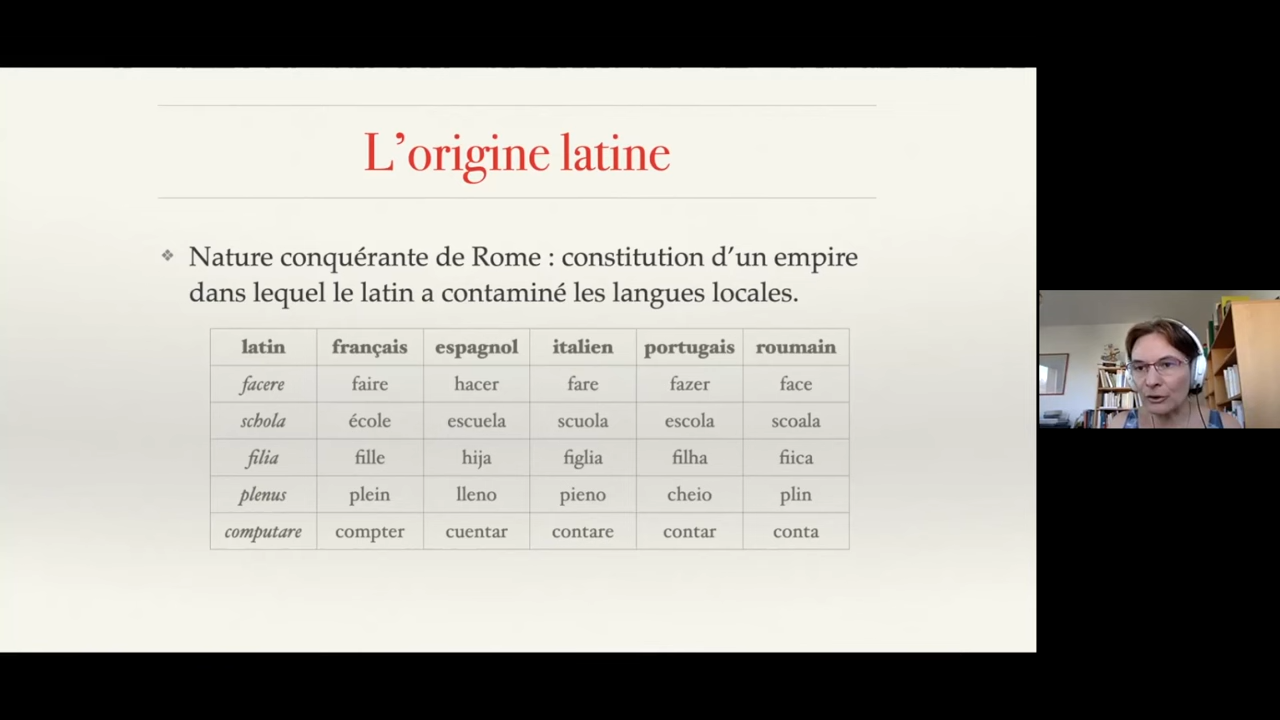 L’origine latine
Nature conquérante de Rome : constitution d’un empire
dans lequel le latin a contaminé les langues locales.
latin français espagnol italien portugais roumain
facere faire hacer fare fazer face
schola école escuela scuola escola scoala
filia fille hija figlia filha fiica
plenus plein lleno pieno cheio plin
computare compter cuentar contare contar conta